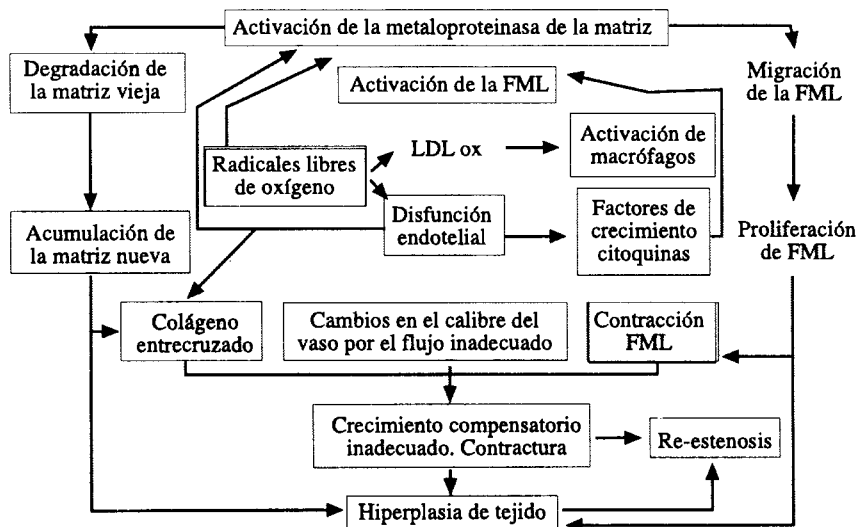 Activación de la metaloproteinasa de la matriz
Degradación de
la matriz vieja
Activación de la FML
Migración
de la FML
Radicales libres
de oxígeno
LDL ox
Activación de
macrófagos
Disfunción
endotelial
Factores de
crecimiento
citoquinas
Acumulación de
la matriz nueva
Proliferación
de FML
Colágeno
entrecruzado
Cambios en el calibre del
vaso por el flujo inadecuado
Contracción
FML
Crecimiento compensatorio
inadecuado. Contractura
Re-estenosis
Hiperplasia de tejido